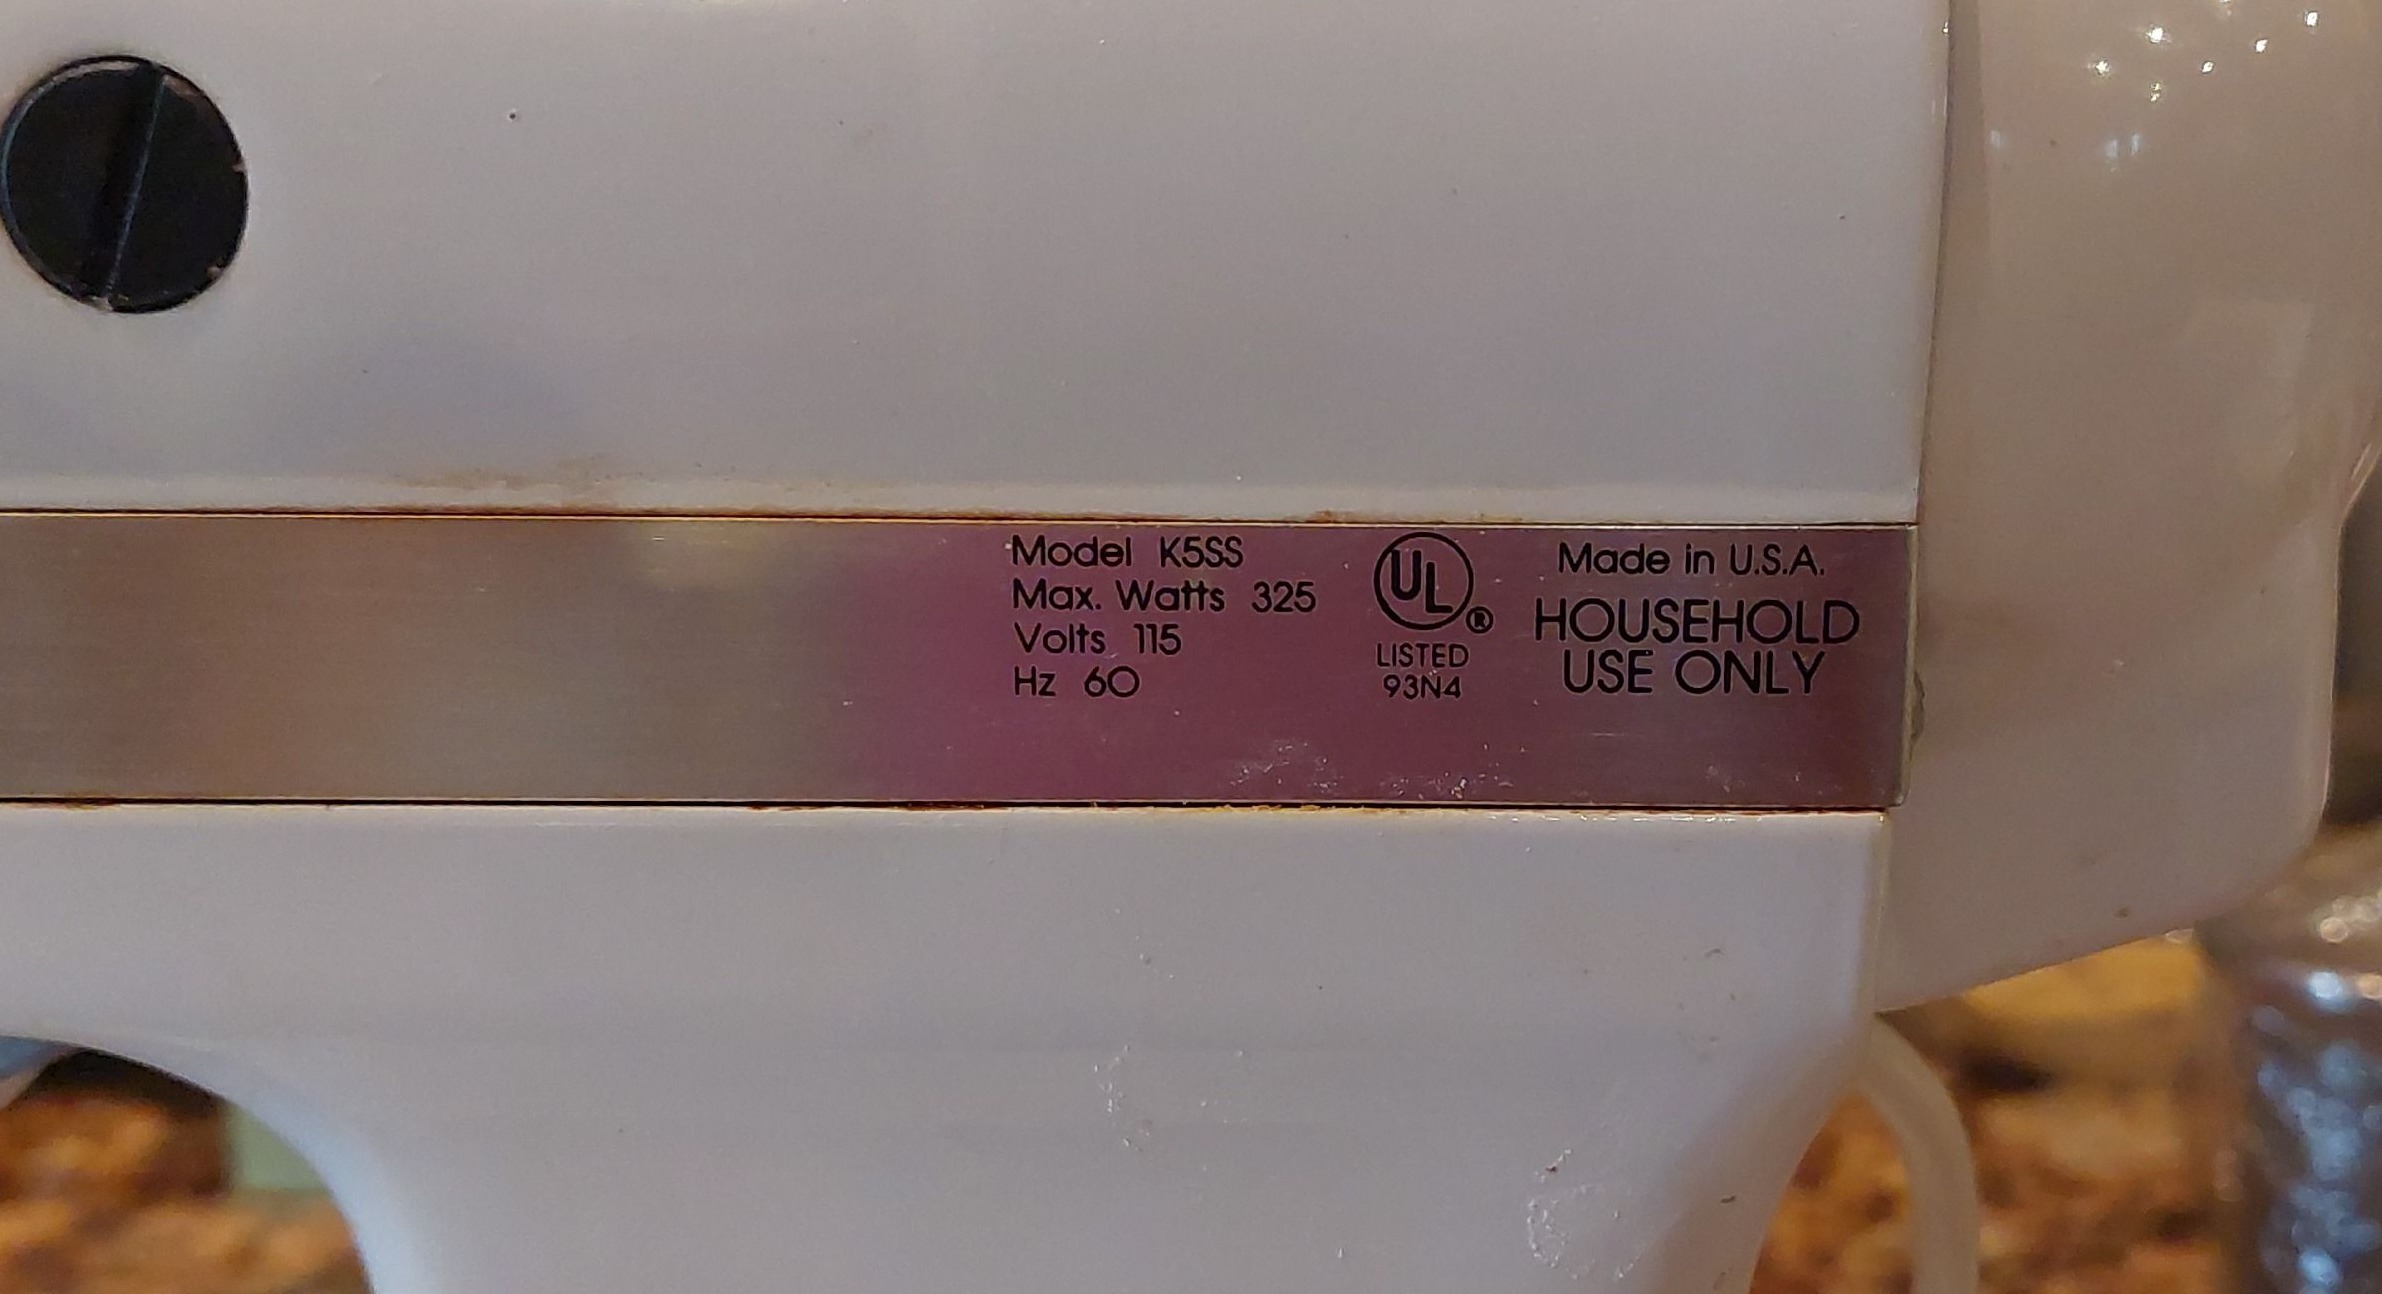 Model K5SS
Max. Watts 325
Volts 115
Hz 60
UL®
LISTED
93N4
Made in U.S.A.
HOUSEHOLD
USE ONLY